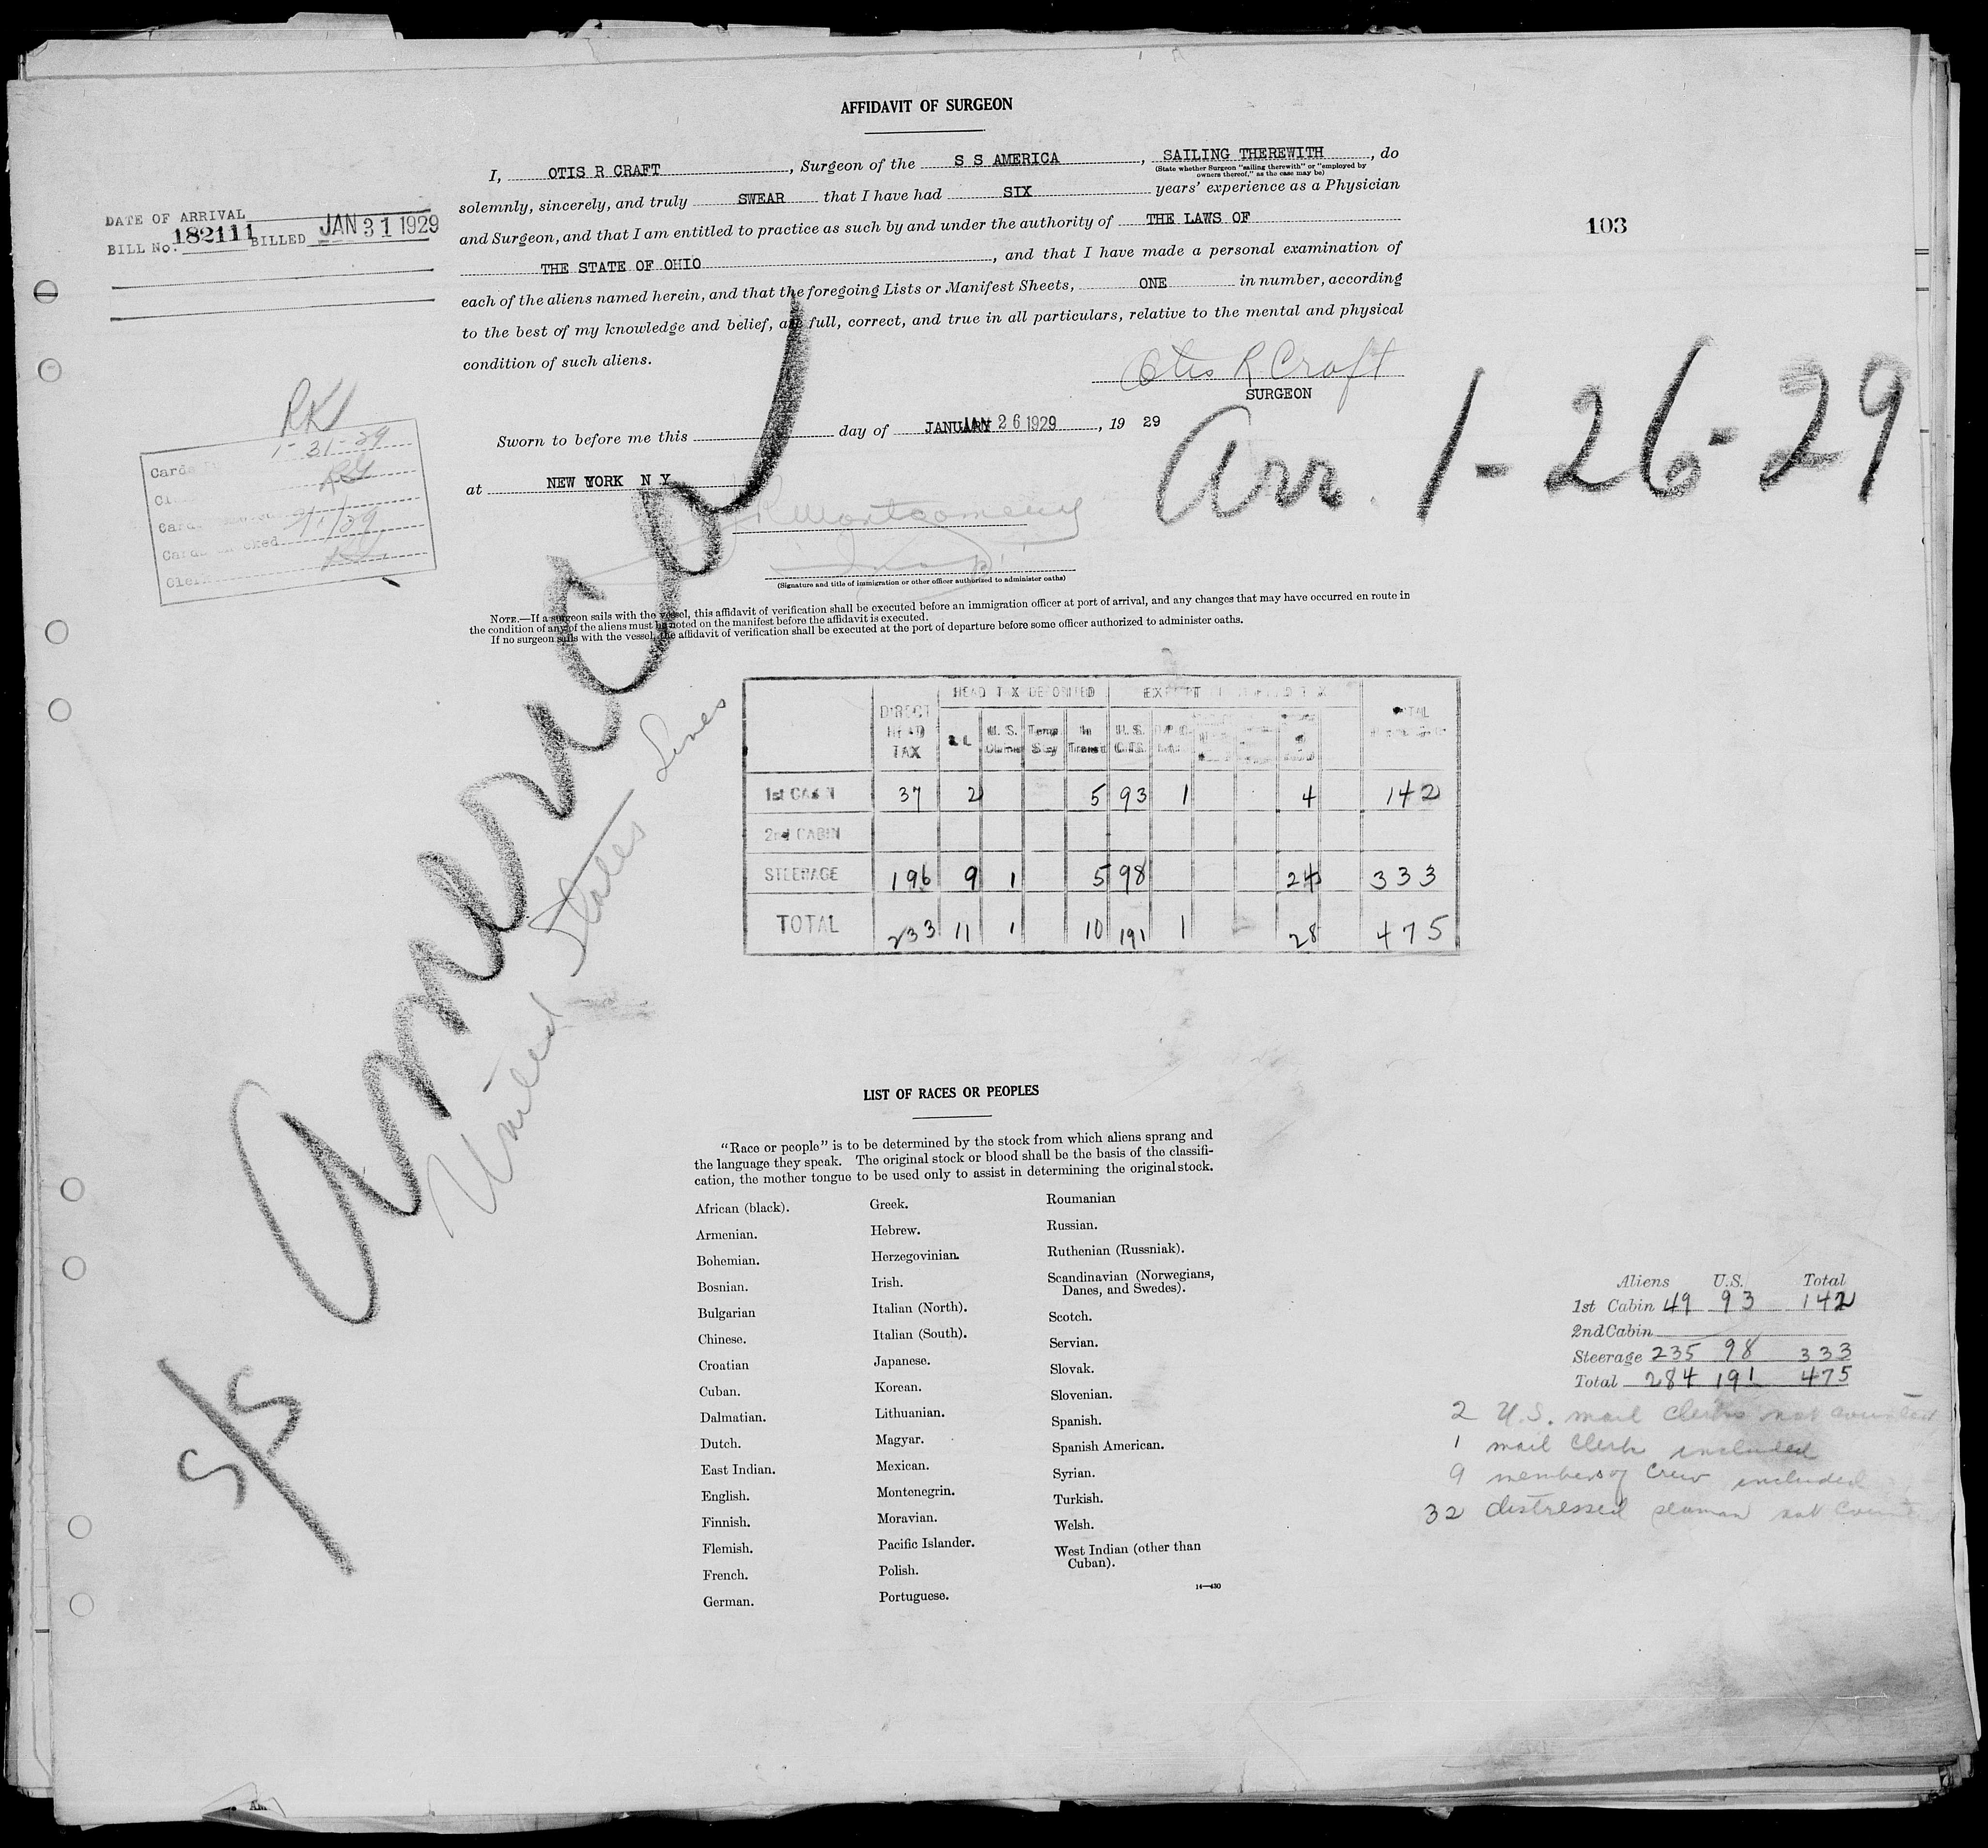 AFFIDAVIT OF SURGEON
I, OTIS R CRAFT, Surgeon of the S S AMERICA, SAILING THEREWITH, do
(State whether Surgeon "sailing therewith" or "employed by
owners thereof," as the case may be)
solemnly, sincerely, and truly SWEAR that I have had SIX years' experience as a Physician
and Surgeon, and that I am entitled to practice as such by and under the authority of THE LAWS OF
THE STATE OF OHIO, and that I have made a personal examination of
each of the aliens named herein, and that the foregoing Lists or Manifest Sheets, ONE in number, according
to the best of my knowledge and belief, are full, correct, and true in all particulars, relative to the mental and physical
condition of such aliens.
Otis R Craft
SURGEON
Sworn to before me this day of JANUARY JAN 26 1929, 19 29
at NEW YORK N Y
R Montgomery
(Signature and title of immigration or other officer authorized to administer oaths)
NOTE.—If a surgeon sails with the vessel, this affidavit of verification shall be executed before an immigration officer at port of arrival, and any changes that may have occurred en route in
the condition of any of the aliens must be noted on the manifest before the affidavit is executed.
If no surgeon sails with the vessel, the affidavit of verification shall be executed at the port of departure before some officer authorized to administer oaths.
DATE OF ARRIVAL
BILL No. 182111 BILLED JAN 31 1929
103
Arr. 1-26-29
RK
1-31-29
S/S America
United States Lines
HEAD TAX DEPOSITED
DIRECT HEAD TAX U.S. Temp. Stay In Transit U.S. TOTAL
1st CABIN 37 2 5 93 1 4 142
2nd CABIN
STEERAGE 196 9 1 5 98 24 333
TOTAL 233 11 1 10 191 1 28 475
LIST OF RACES OR PEOPLES
"Race or people" is to be determined by the stock from which aliens sprang and
the language they speak. The original stock or blood shall be the basis of the classifi-
cation, the mother tongue to be used only to assist in determining the original stock.
African (black).
Armenian.
Bohemian.
Bosnian.
Bulgarian
Chinese.
Croatian
Cuban.
Dalmatian.
Dutch.
East Indian.
English.
Finnish.
Flemish.
French.
German.
Greek.
Hebrew.
Herzegovinian.
Irish.
Italian (North).
Italian (South).
Japanese.
Korean.
Lithuanian.
Magyar.
Mexican.
Montenegrin.
Moravian.
Pacific Islander.
Polish.
Portuguese.
Roumanian
Russian.
Ruthenian (Russniak).
Scandinavian (Norwegians,
Danes, and Swedes).
Scotch.
Servian.
Slovak.
Slovenian.
Spanish.
Spanish American.
Syrian.
Turkish.
Welsh.
West Indian (other than
Cuban).
14—430
Aliens U.S. Total
1st Cabin 49 93 142
2nd Cabin
Steerage 235 98 333
Total 284 191 475
2 U.S. mail clerks not counted
1 mail clerk included
9 members of crew included
32 distressed seaman not